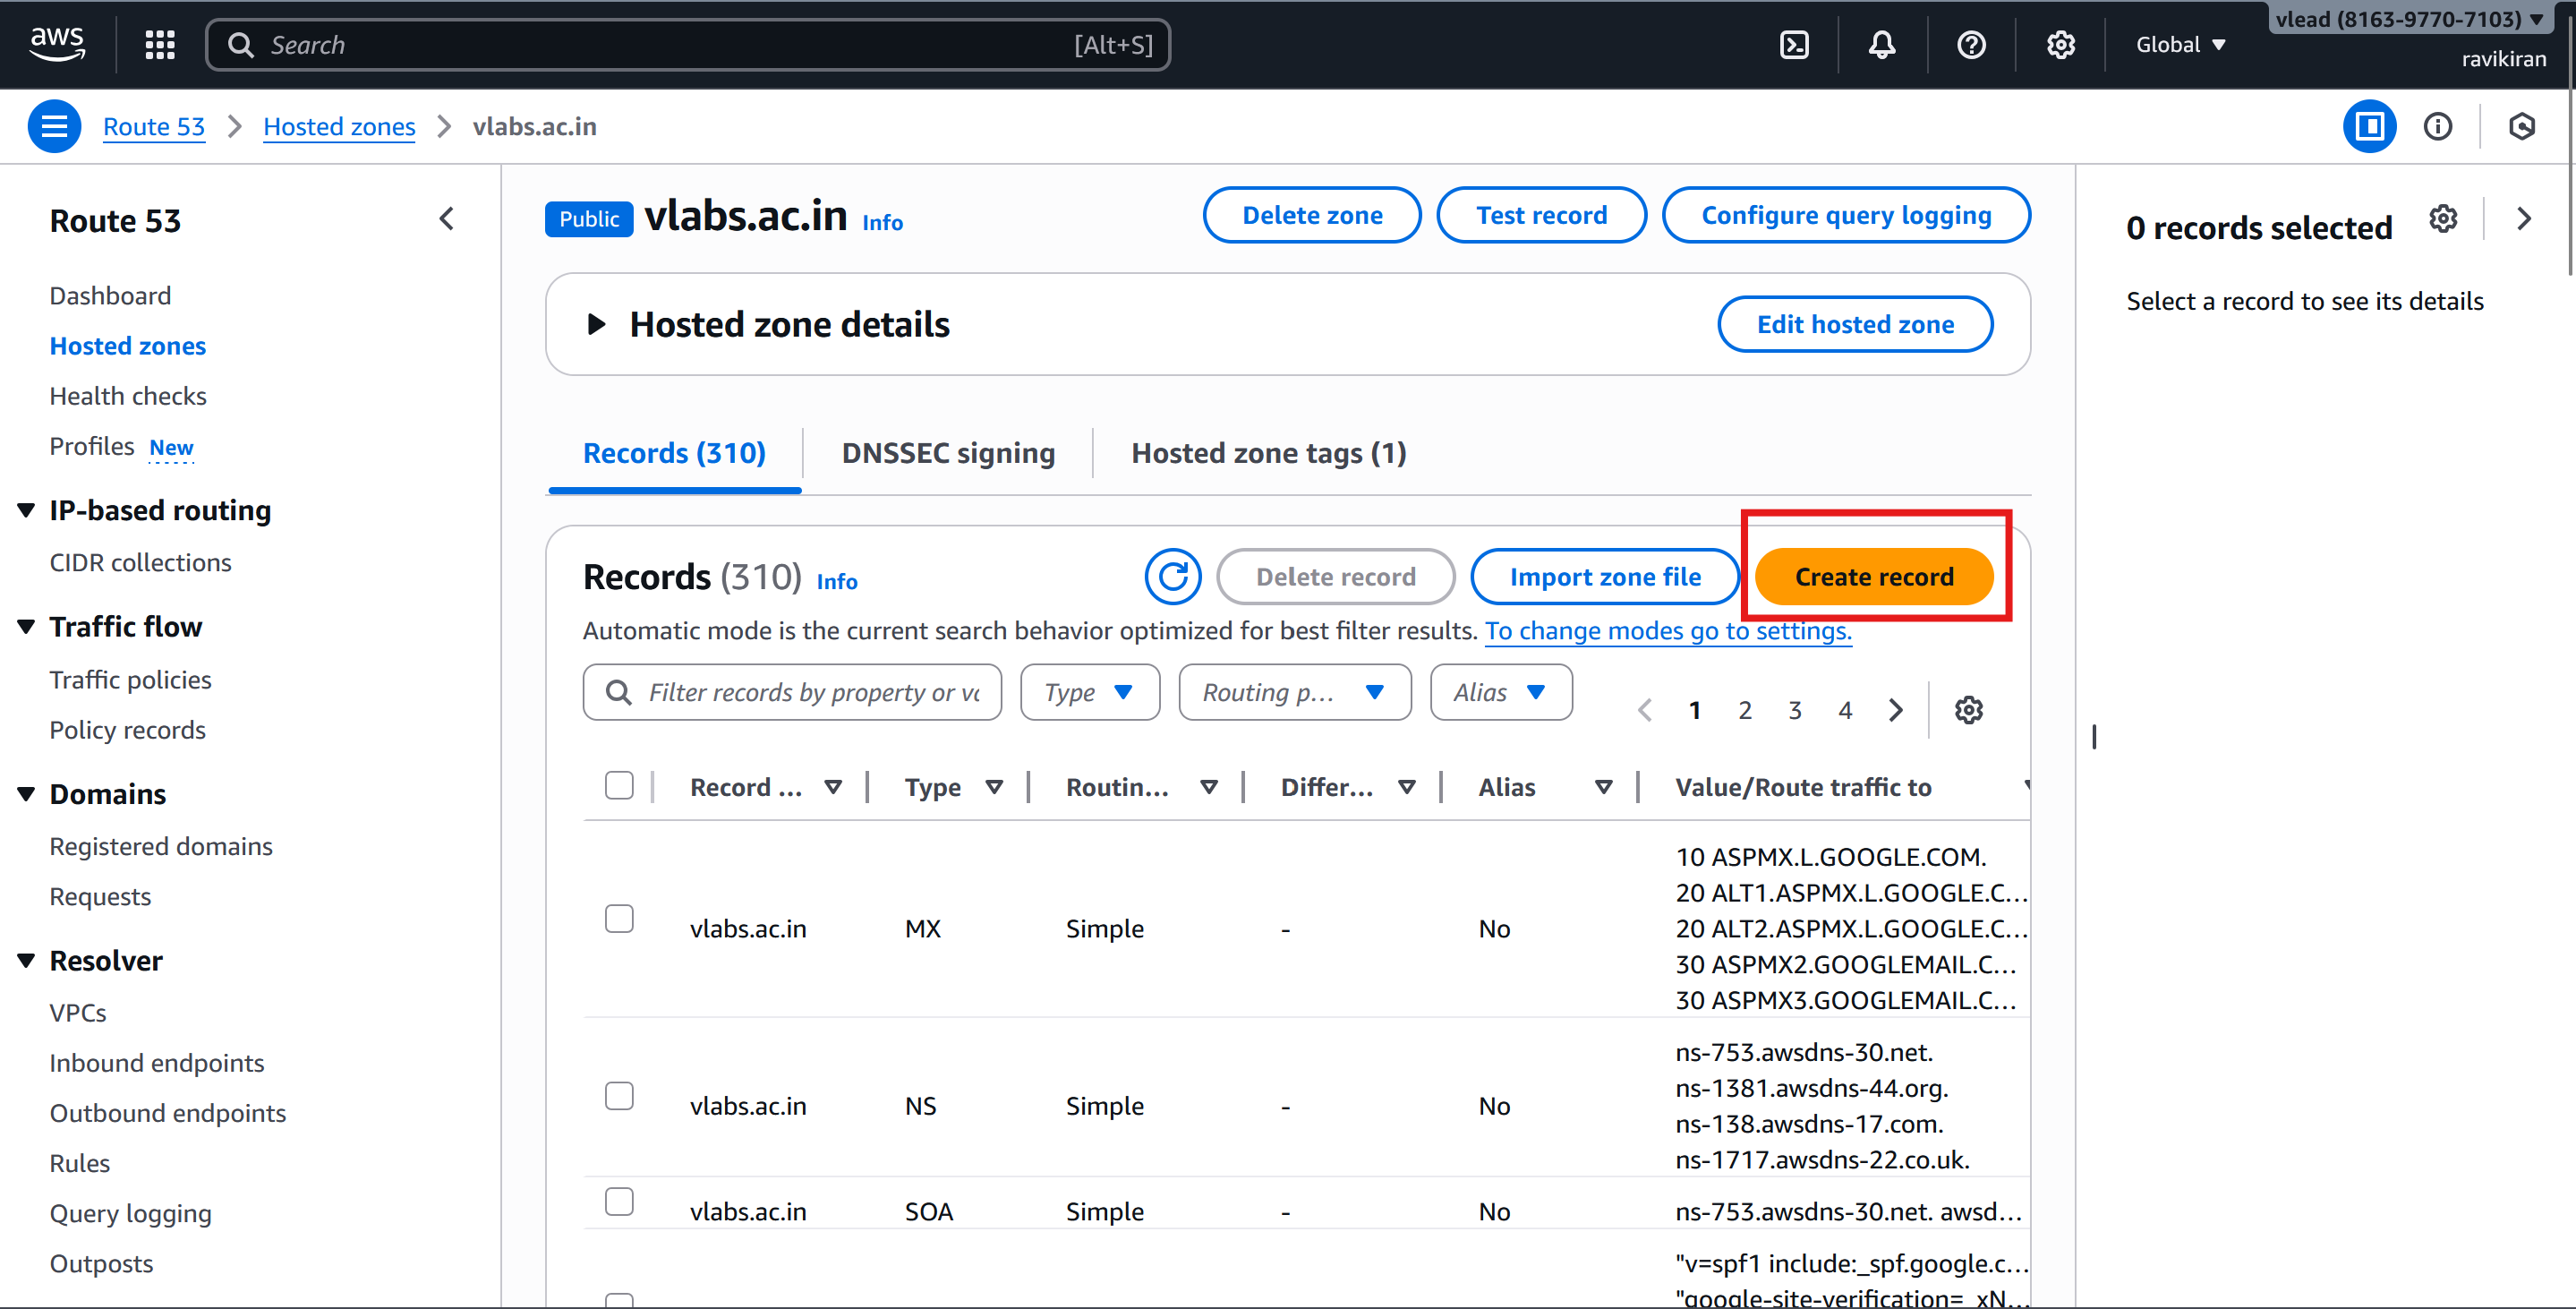 aws
Search [Alt+S]
Global
vlead (8163-9770-7103)
ravikiran
Route 53 > Hosted zones > vlabs.ac.in
Route 53
Dashboard
Hosted zones
Health checks
Profiles New
IP-based routing
CIDR collections
Traffic flow
Traffic policies
Policy records
Domains
Registered domains
Requests
Resolver
VPCs
Inbound endpoints
Outbound endpoints
Rules
Query logging
Outposts
Public vlabs.ac.in Info
Delete zone Test record Configure query logging
Hosted zone details
Edit hosted zone
Records (310) DNSSEC signing Hosted zone tags (1)
Records (310) Info
Delete record Import zone file Create record
Automatic mode is the current search behavior optimized for best filter results. To change modes go to settings.
Filter records by property or va Type Routing p... Alias 1 2 3 4
Record ... Type Routin... Differ... Alias Value/Route traffic to
vlabs.ac.in MX Simple - No
10 ASPMX.L.GOOGLE.COM.
20 ALT1.ASPMX.L.GOOGLE.C...
20 ALT2.ASPMX.L.GOOGLE.C...
30 ASPMX2.GOOGLEMAIL.C...
30 ASPMX3.GOOGLEMAIL.C...
vlabs.ac.in NS Simple - No
ns-753.awsdns-30.net.
ns-1381.awsdns-44.org.
ns-138.awsdns-17.com.
ns-1717.awsdns-22.co.uk.
vlabs.ac.in SOA Simple - No ns-753.awsdns-30.net. awsd...
"v=spf1 include:_spf.google.c...
"google-site-verification=_xN...
0 records selected
Select a record to see its details